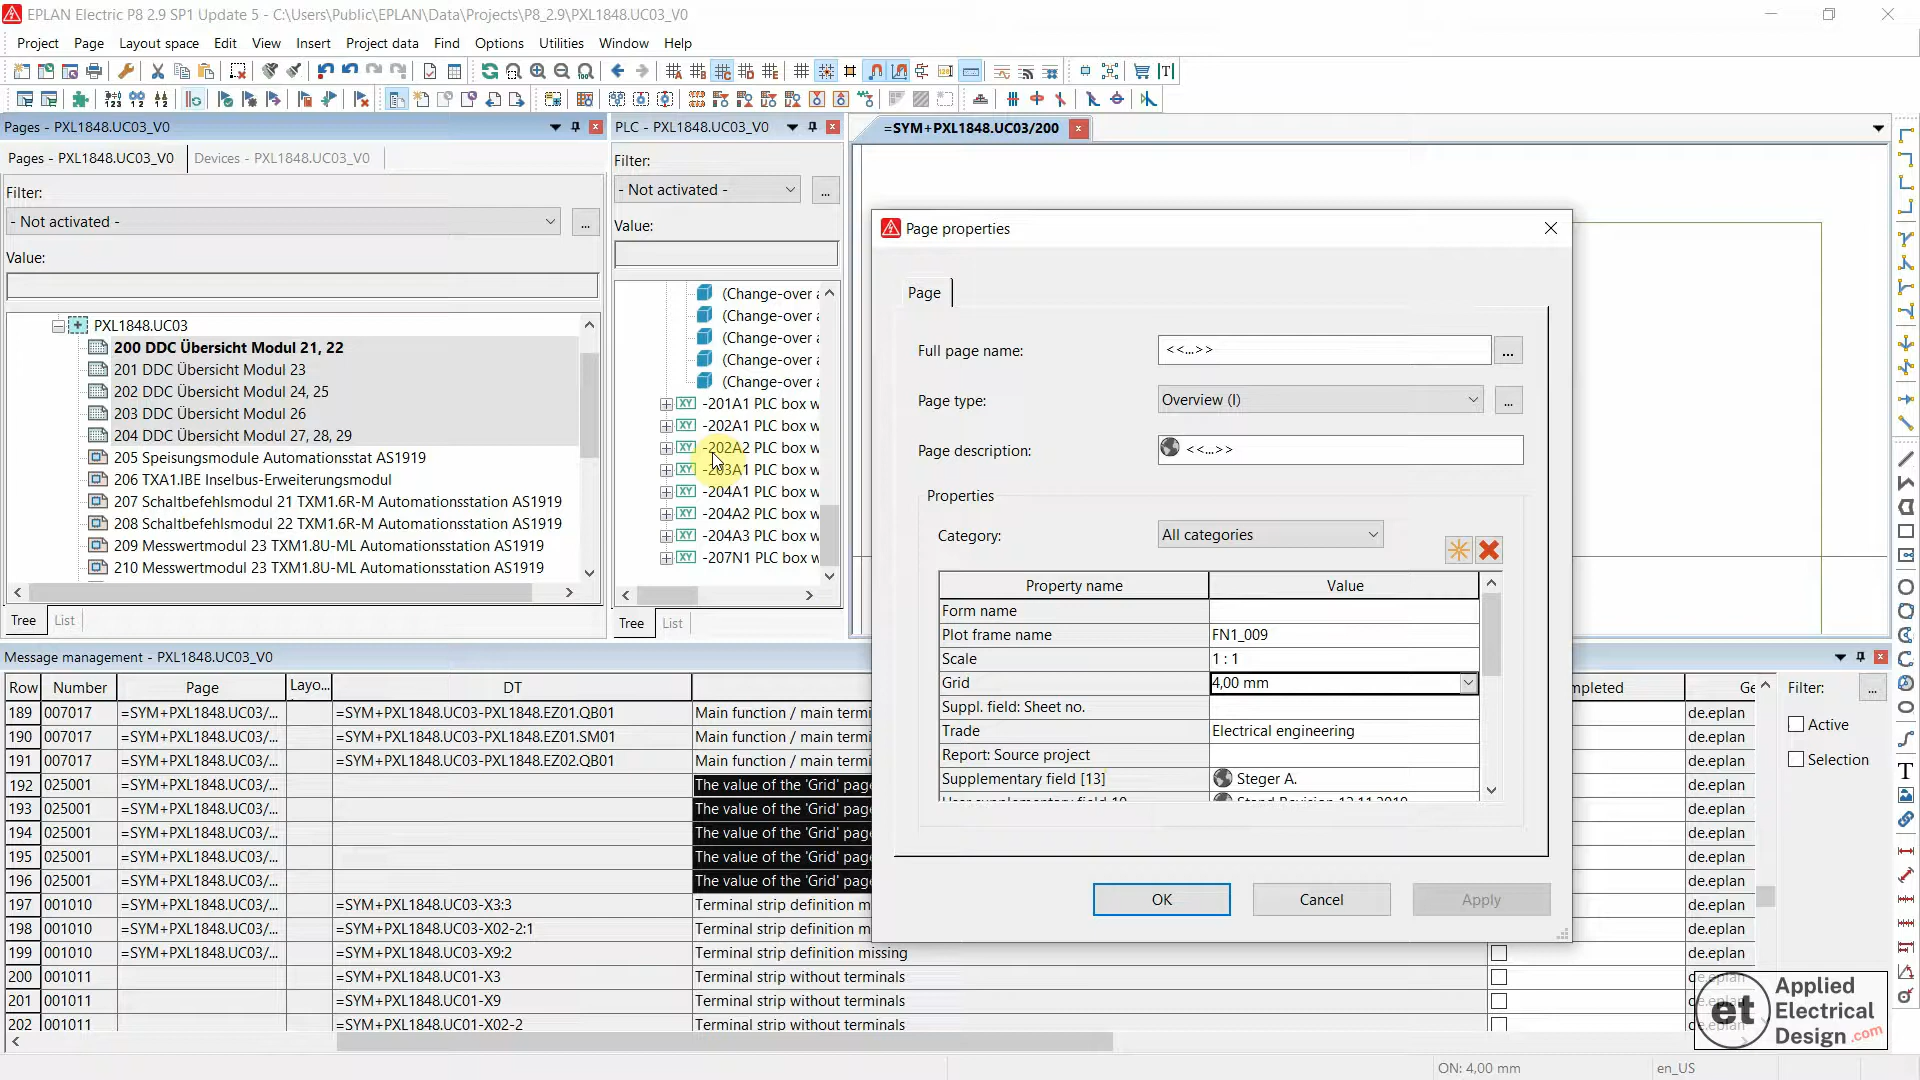 EPLAN Electric P8 2.9 SP1 Update 5 - C:\Users\Public\EPLAN\Data\Projects\P8_2.9\PXL1848.UC03_V0
Project Page Layout space Edit View Insert Project data Find Options Utilities Window Help
Pages - PXL1848.UC03_V0
Pages - PXL1848.UC03_V0 Devices - PXL1848.UC03_V0
Filter:
- Not activated -
...
Value:
PXL1848.UC03
200 DDC Übersicht Modul 21, 22
201 DDC Übersicht Modul 23
202 DDC Übersicht Modul 24, 25
203 DDC Übersicht Modul 26
204 DDC Übersicht Modul 27, 28, 29
205 Speisungsmodule Automationsstat AS1919
206 TXA1.IBE Inselbus-Erweiterungsmodul
207 Schaltbefehlsmodul 21 TXM1.6R-M Automationsstation AS1919
208 Schaltbefehlsmodul 22 TXM1.6R-M Automationsstation AS1919
209 Messwertmodul 23 TXM1.8U-ML Automationsstation AS1919
210 Messwertmodul 23 TXM1.8U-ML Automationsstation AS1919
Tree List
PLC - PXL1848.UC03_V0
Filter:
- Not activated -
...
Value:
(Change-over a
(Change-over a
(Change-over a
(Change-over a
(Change-over a
-201A1 PLC box w
-202A1 PLC box w
-202A2 PLC box w
-203A1 PLC box w
-204A1 PLC box w
-204A2 PLC box w
-204A3 PLC box w
-207N1 PLC box w
Tree List
=SYM+PXL1848.UC03/200
Page properties
Page
Full page name: <<...>> ...
Page type: Overview (I) ...
Page description: <<...>>
Properties
Category: All categories
Property name Value
Form name
Plot frame name FN1_009
Scale 1 : 1
Grid 4,00 mm
Suppl. field: Sheet no.
Trade Electrical engineering
Report: Source project
Supplementary field [13] Steger A.
OK Cancel Apply
Message management - PXL1848.UC03_V0
Row Number Page Layo... DT mpleted Ge
189 007017 =SYM+PXL1848.UC03/... =SYM+PXL1848.UC03-PXL1848.EZ01.QB01 Main function / main termi de.eplan
190 007017 =SYM+PXL1848.UC03/... =SYM+PXL1848.UC03-PXL1848.EZ01.SM01 Main function / main termi de.eplan
191 007017 =SYM+PXL1848.UC03/... =SYM+PXL1848.UC03-PXL1848.EZ02.QB01 Main function / main termi de.eplan
192 025001 =SYM+PXL1848.UC03/... The value of the 'Grid' page de.eplan
193 025001 =SYM+PXL1848.UC03/... The value of the 'Grid' page de.eplan
194 025001 =SYM+PXL1848.UC03/... The value of the 'Grid' page de.eplan
195 025001 =SYM+PXL1848.UC03/... The value of the 'Grid' page de.eplan
196 025001 =SYM+PXL1848.UC03/... The value of the 'Grid' page de.eplan
197 001010 =SYM+PXL1848.UC03/... =SYM+PXL1848.UC03-X3:3 Terminal strip definition m de.eplan
198 001010 =SYM+PXL1848.UC03/... =SYM+PXL1848.UC03-X02-2:1 Terminal strip definition m de.eplan
199 001010 =SYM+PXL1848.UC03/... =SYM+PXL1848.UC03-X9:2 Terminal strip definition missing de.eplan
200 001011 =SYM+PXL1848.UC01-X3 Terminal strip without terminals
201 001011 =SYM+PXL1848.UC01-X9 Terminal strip without terminals
202 001011 =SYM+PXL1848.UC01-X02-2 Terminal strip without terminals
Filter: ...
Active
Selection
et Applied
Electrical
Design.com
ON: 4,00 mm en_US